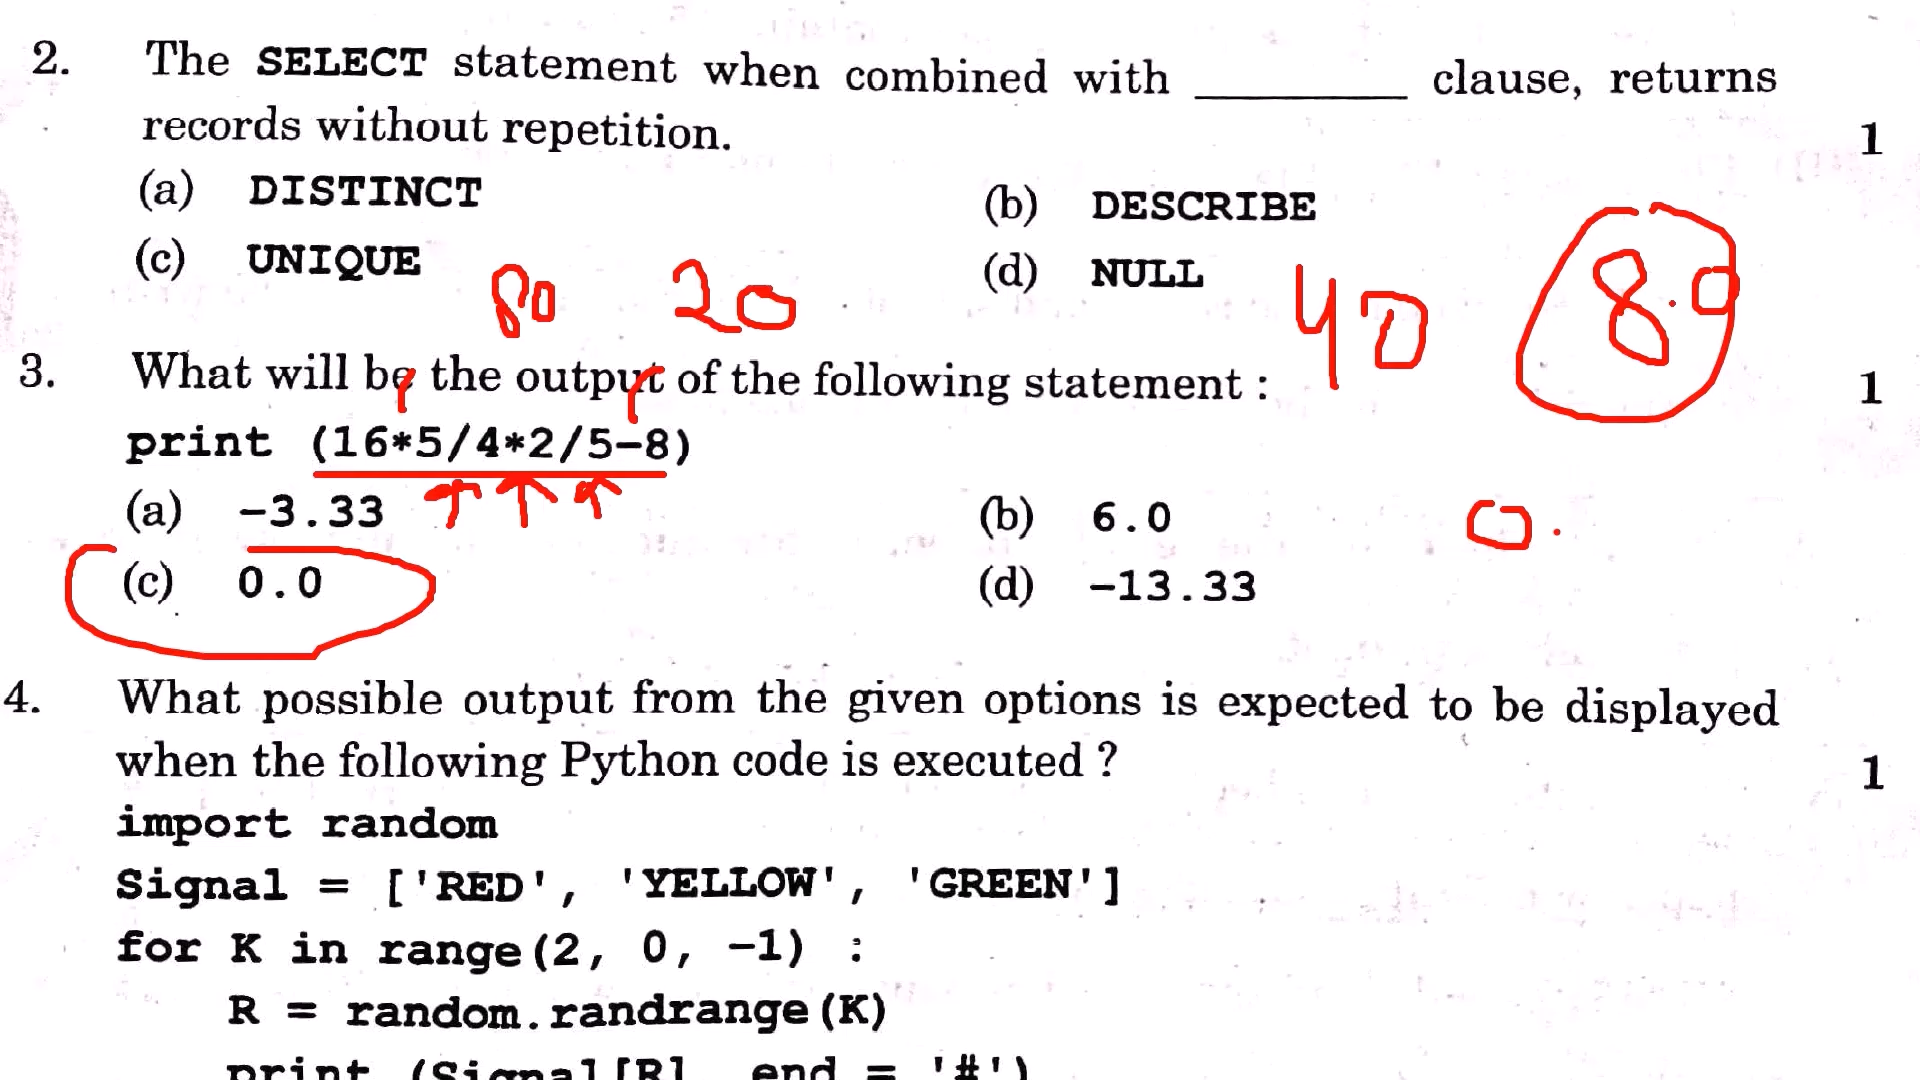 2. The SELECT statement when combined with ________ clause, returns
records without repetition. 1
(a) DISTINCT (b) DESCRIBE
(c) UNIQUE (d) NULL
80 20 40 8.0
3. What will be the output of the following statement : 1
print (16*5/4*2/5-8)
(a) -3.33 (b) 6.0 0.
(c) 0.0 (d) -13.33
4. What possible output from the given options is expected to be displayed
when the following Python code is executed ? 1
import random
Signal = ['RED', 'YELLOW', 'GREEN']
for K in range(2, 0, -1) :
R = random.randrange(K)
print (Signal[R], end = '#')